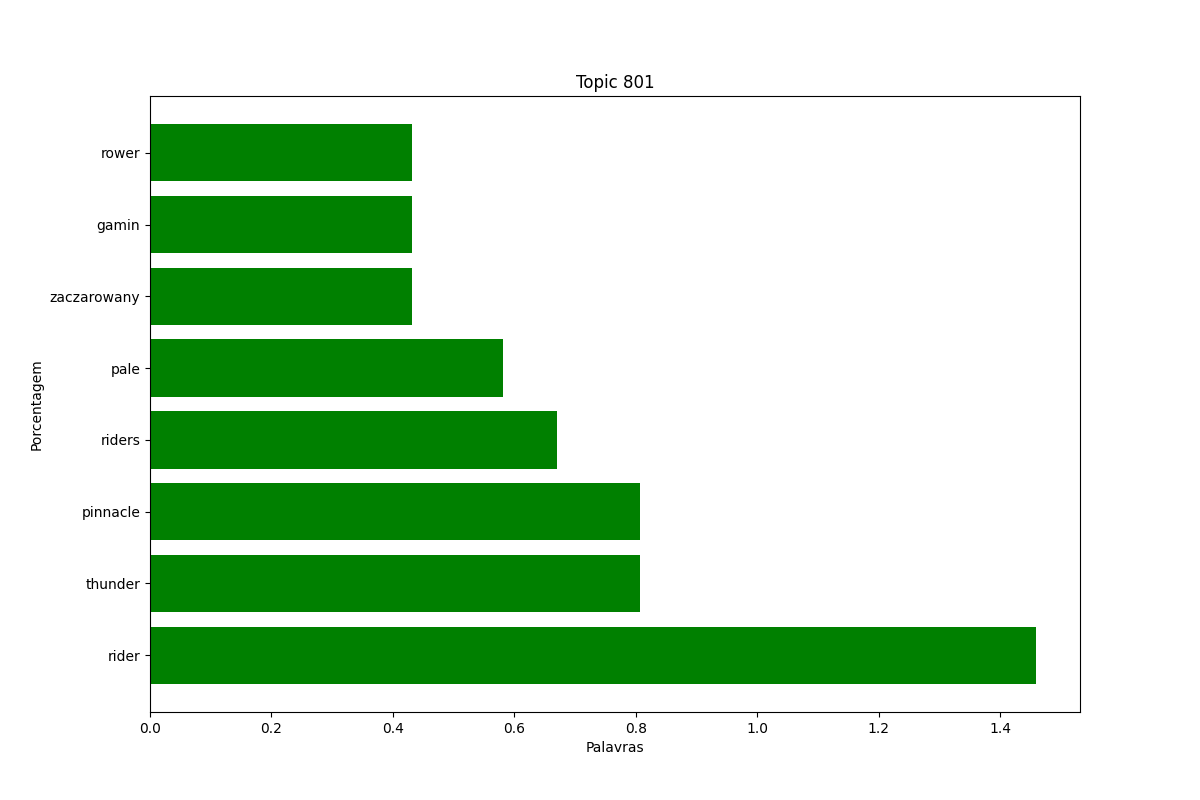 Topic 801
rower
gamin
zaczarowany
pale
riders
pinnacle
thunder
rider
Porcentagem
0.0 0.2 0.4 0.6 0.8 1.0 1.2 1.4
Palavras